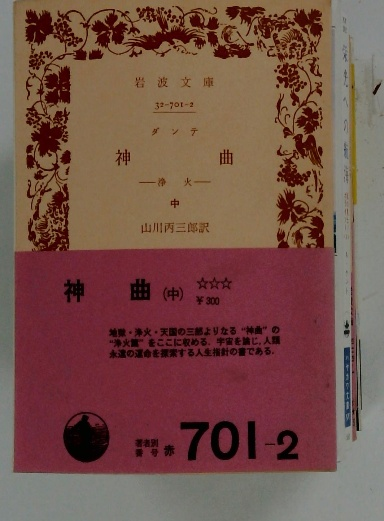 岩波文庫
32-701-2
ダンテ
神曲
—浄火—
中
山川丙三郎訳
神曲(中) ☆☆☆
¥300
地獄・浄火・天国の三部よりなる“神曲”の
“浄火篇”をここに収める.宇宙を論じ,人類
永遠の運命を探索する人生指針の書である.
著者別
番号 赤 701-2